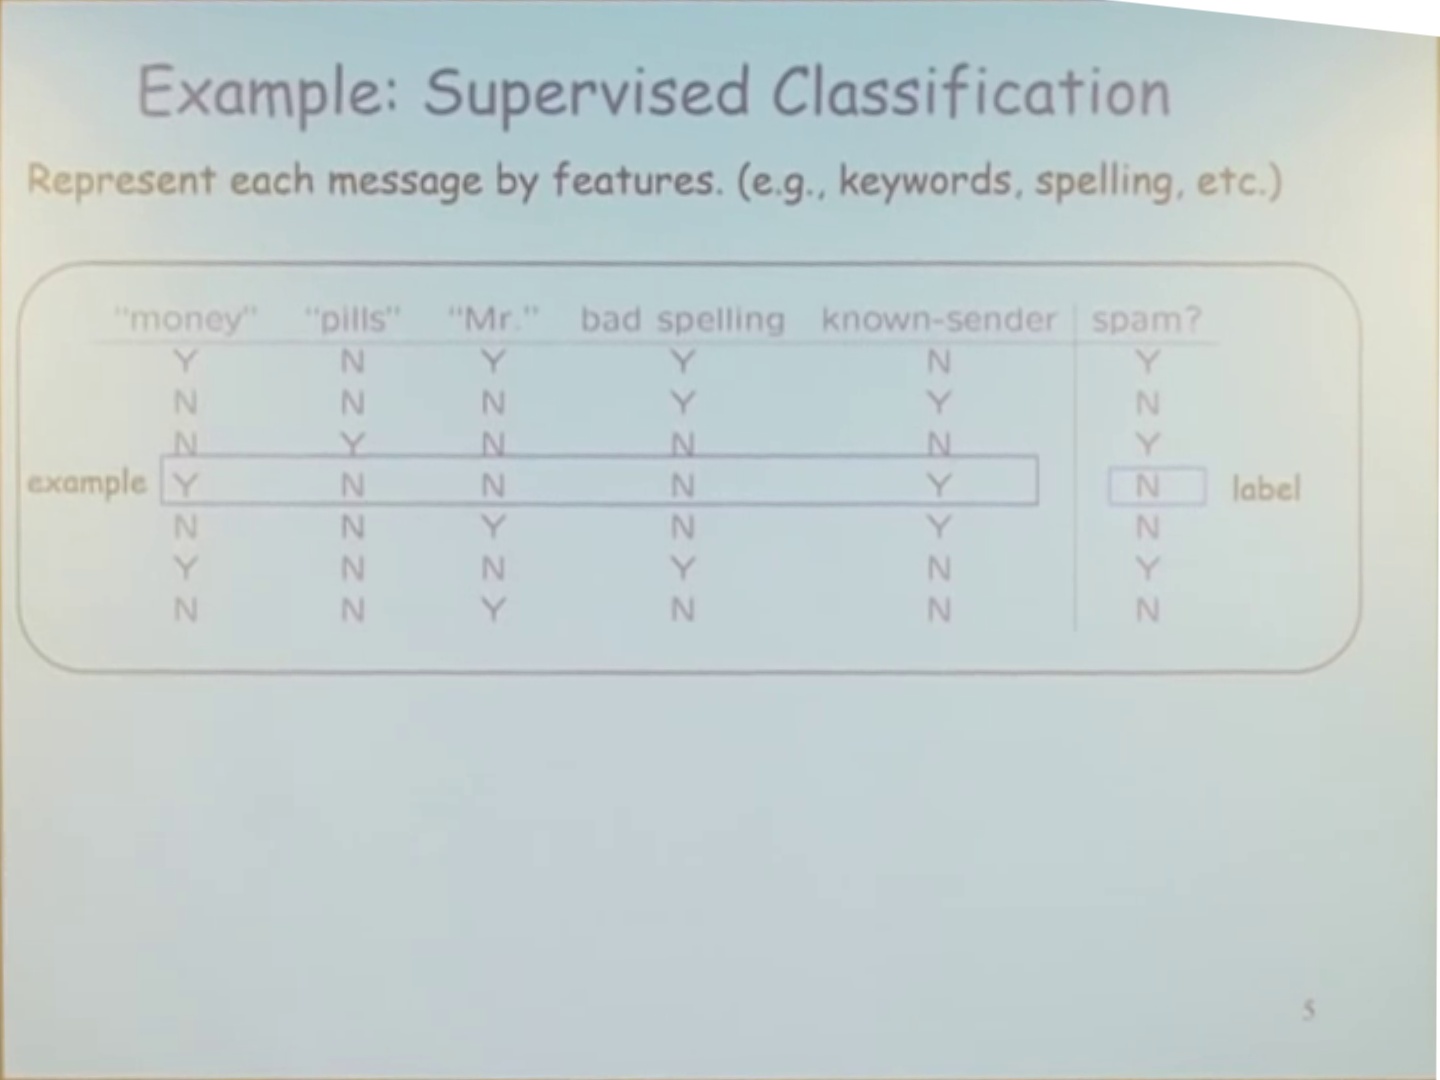 Example: Supervised Classification
Represent each message by features. (e.g., keywords, spelling, etc.)
"money" "pills" "Mr." bad spelling known-sender spam?
Y N Y Y N Y
N N N Y Y N
N Y N N N Y
example Y N N N Y N label
N N Y N Y N
Y N N Y N Y
N N Y N N N
5